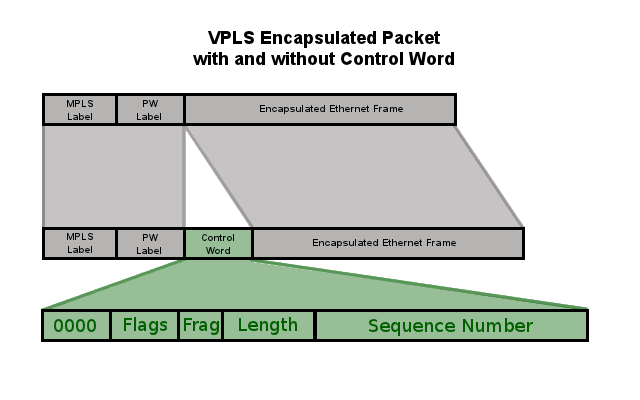 VPLS Encapsulated Packet
with and without Control Word
MPLS Label
PW Label
Encapsulated Ethernet Frame
MPLS Label
PW Label
Control Word
Encapsulated Ethernet Frame
0000 Flags Frag Length Sequence Number